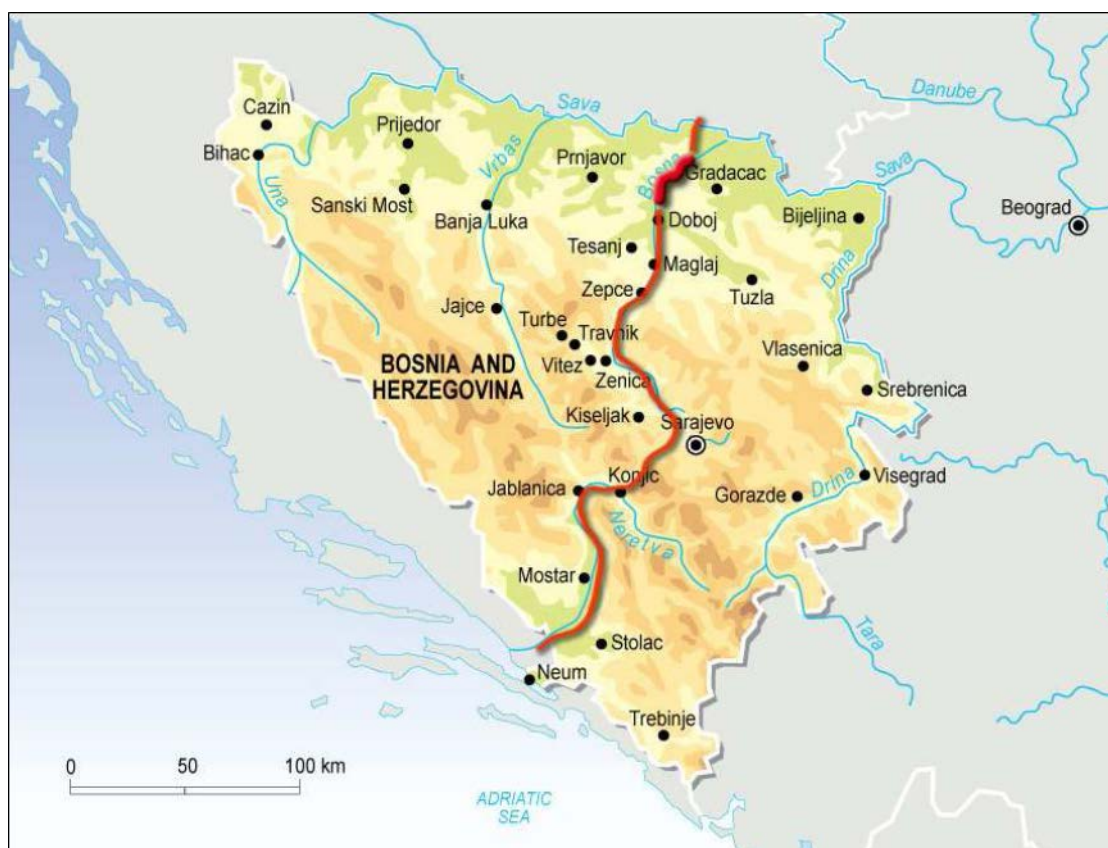 Danube
Sava
Cazin
Prijedor
Bihac
Una
Vrbas
Prnjavor
Bosna
Gradacac
Sava
Sanski Most
Banja Luka
Doboj
Bijeljina
Beograd
Tesanj
Maglaj
Drina
Zepce
Tuzla
Jajce
Turbe
Travnik
BOSNIA AND
HERZEGOVINA
Vitez
Zenica
Vlasenica
Srebrenica
Kiseljak
Sarajevo
Jablanica
Konjic
Gorazde
Drina
Visegrad
Neretva
Mostar
Stolac
Tara
Neum
Trebinje
0 50 100 km
ADRIATIC
SEA